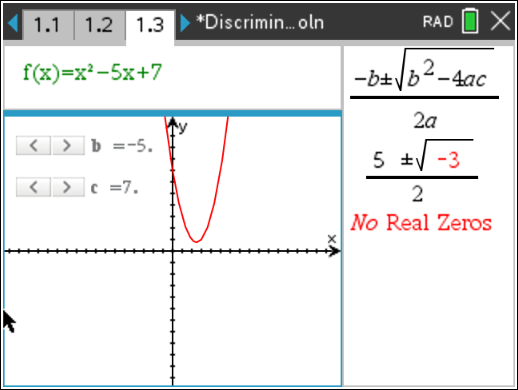 1.1 1.2 1.3 *Discrimin…oln RAD
f(x)=x²−5x+7
b =-5.
c =7.
y
x
−b±√b²−4ac
2a
5 ±√-3
2
No Real Zeros